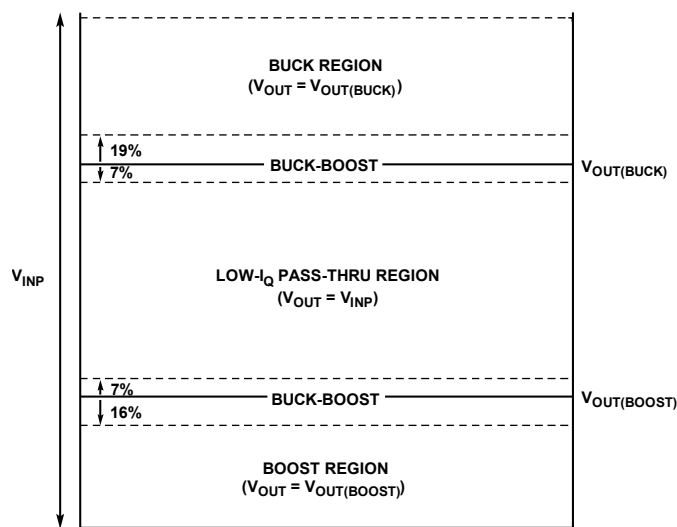 BUCK REGION
(VOUT = VOUT(BUCK))
19%
BUCK-BOOST
7%
VOUT(BUCK)
VINP
LOW-IQ PASS-THRU REGION
(VOUT = VINP)
7%
BUCK-BOOST
VOUT(BOOST)
16%
BOOST REGION
(VOUT = VOUT(BOOST))